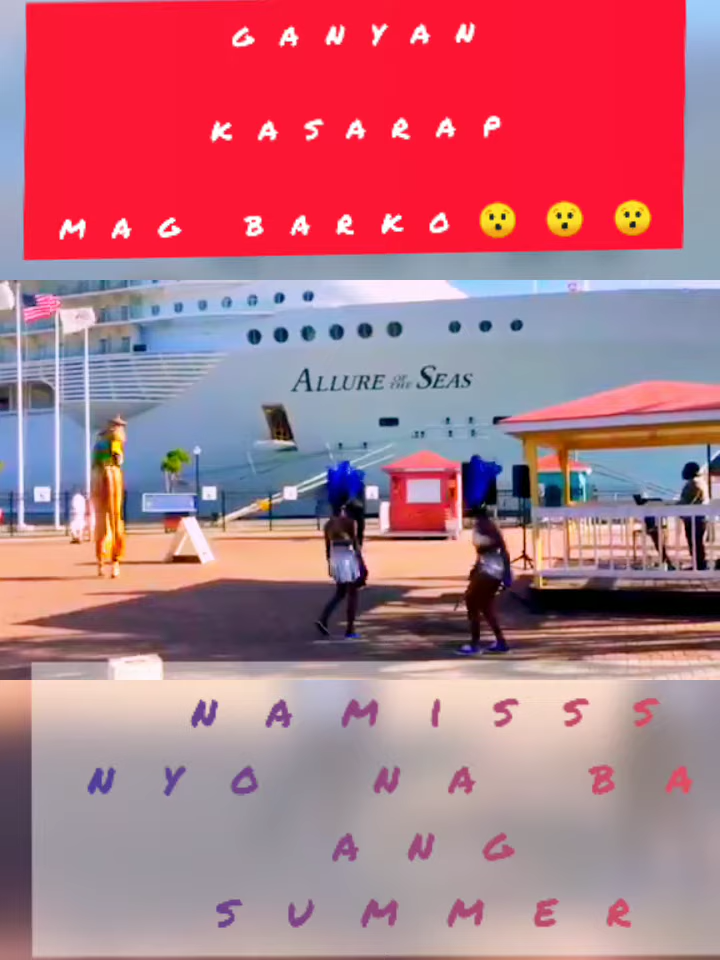 GANYAN
KASARAP
MAG BARKO 😯 😯 😯
ALLURE OF THE SEAS
NAMISSS
NYO NA BA
ANG
SUMMER